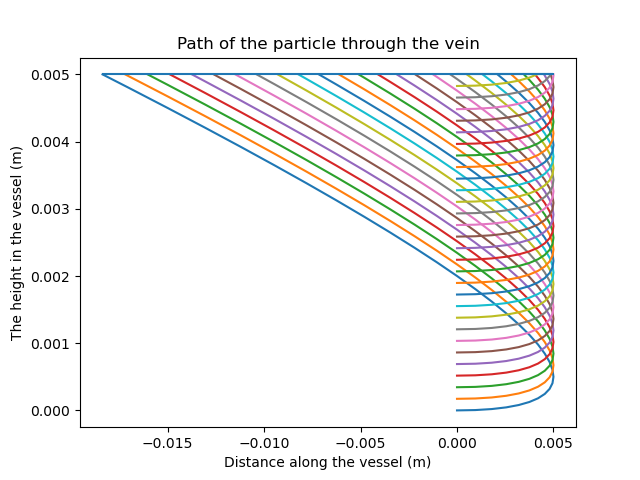 Path of the particle through the vein
The height in the vessel (m)
0.005
0.004
0.003
0.002
0.001
0.000
−0.015 −0.010 −0.005 0.000 0.005
Distance along the vessel (m)